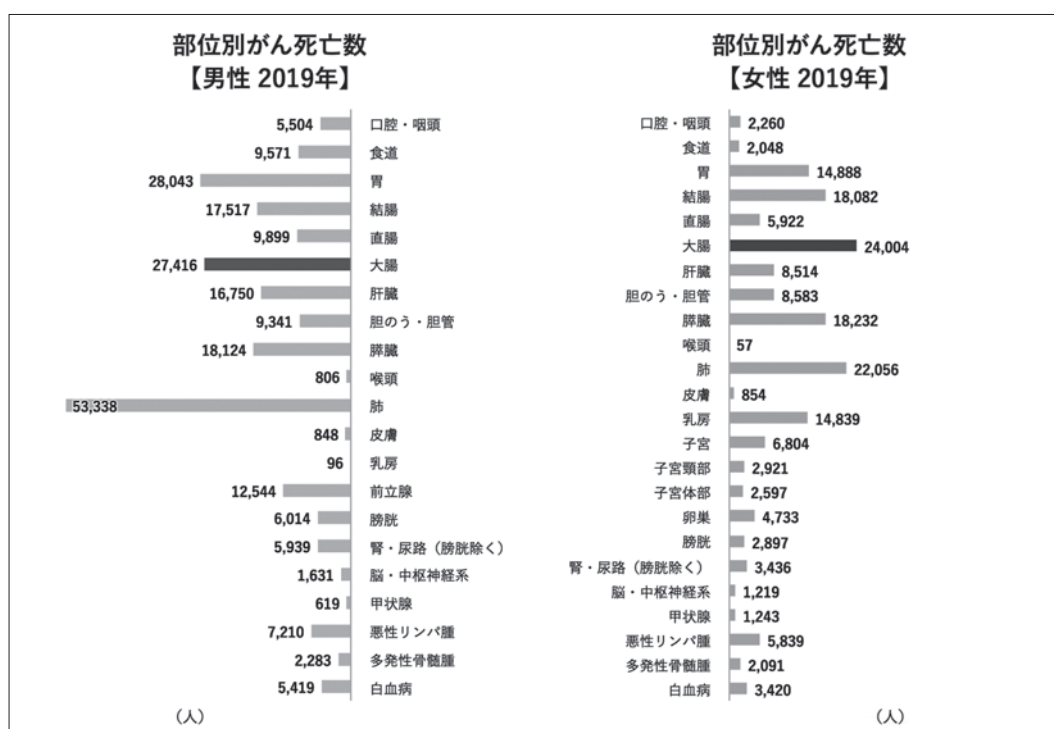 部位別がん死亡数
【男性 2019年】
5,504 口腔・咽頭
9,571 食道
28,043 胃
17,517 結腸
9,899 直腸
27,416 大腸
16,750 肝臓
9,341 胆のう・胆管
18,124 膵臓
806 喉頭
53,338 肺
848 皮膚
96 乳房
12,544 前立腺
6,014 膀胱
5,939 腎・尿路（膀胱除く）
1,631 脳・中枢神経系
619 甲状腺
7,210 悪性リンパ腫
2,283 多発性骨髄腫
5,419 白血病
（人）
部位別がん死亡数
【女性 2019年】
口腔・咽頭 2,260
食道 2,048
胃 14,888
結腸 18,082
直腸 5,922
大腸 24,004
肝臓 8,514
胆のう・胆管 8,583
膵臓 18,232
喉頭 57
肺 22,056
皮膚 854
乳房 14,839
子宮 6,804
子宮頸部 2,921
子宮体部 2,597
卵巣 4,733
膀胱 2,897
腎・尿路（膀胱除く） 3,436
脳・中枢神経系 1,219
甲状腺 1,243
悪性リンパ腫 5,839
多発性骨髄腫 2,091
白血病 3,420
（人）